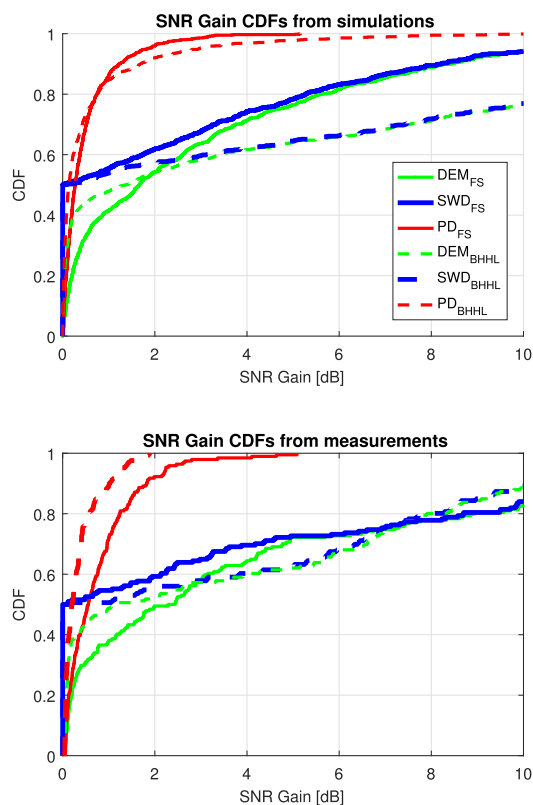 SNR Gain CDFs from simulations
1
0.8
0.6
0.4
0.2
0
CDF
DEM_FS
SWD_FS
PD_FS
DEM_BHHL
SWD_BHHL
PD_BHHL
0 2 4 6 8 10
SNR Gain [dB]
SNR Gain CDFs from measurements
1
0.8
0.6
0.4
0.2
0
CDF
0 2 4 6 8 10
SNR Gain [dB]